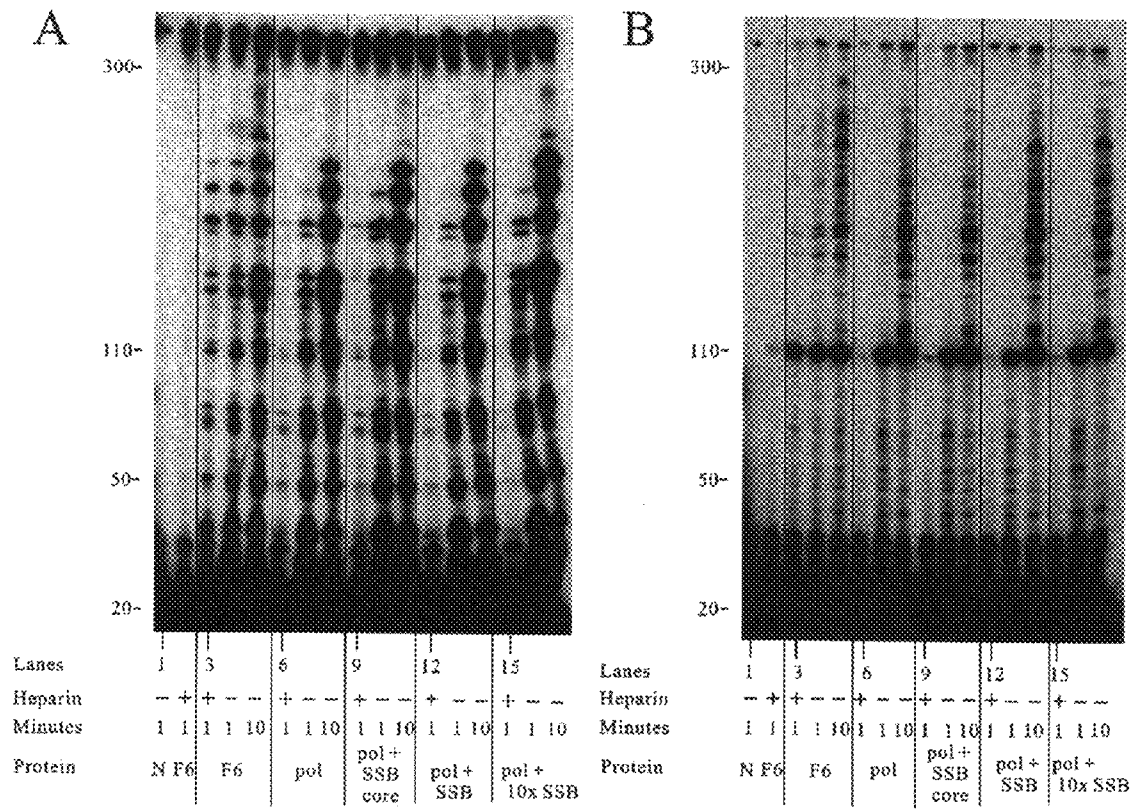 A
300-
110-
50-
20-
Lanes 1 3 6 9 12 15
Heparin - + + - - + - - + - - + - - + - -
Minutes 1 1 1 1 10 1 1 10 1 1 10 1 1 10 1 1 10
Protein N F6 F6 pol pol + SSB core pol + SSB pol + 10x SSB
B
300-
110-
50-
20-
Lanes 1 3 6 9 12 15
Heparin - + + - - + - - + - - + - - + - -
Minutes 1 1 1 1 10 1 1 10 1 1 10 1 1 10 1 1 10
Protein N F6 F6 pol pol + SSB core pol + SSB pol + 10x SSB